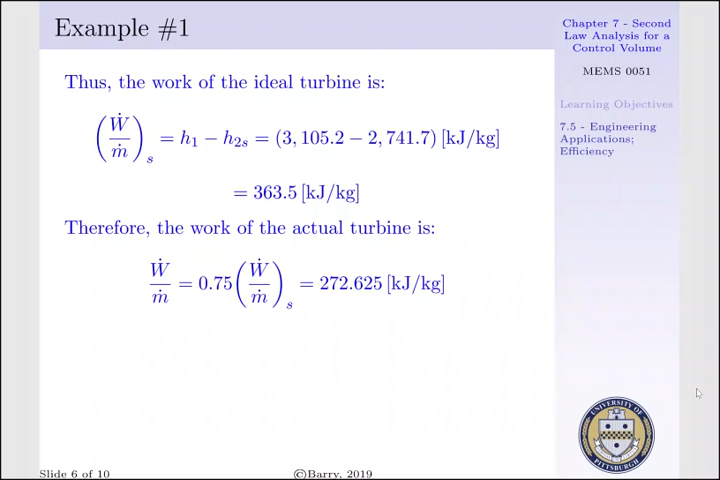 Example #1
Thus, the work of the ideal turbine is:
(Ẇ/ṁ)ₛ = h₁ − h₂ₛ = (3, 105.2 − 2, 741.7) [kJ/kg]
= 363.5 [kJ/kg]
Therefore, the work of the actual turbine is:
Ẇ/ṁ = 0.75(Ẇ/ṁ)ₛ = 272.625 [kJ/kg]
Chapter 7 - Second
Law Analysis for a
Control Volume
MEMS 0051
Learning Objectives
7.5 - Engineering
Applications;
Efficiency
UNIVERSITY OF
PITTSBURGH
Slide 6 of 10
©Barry, 2019